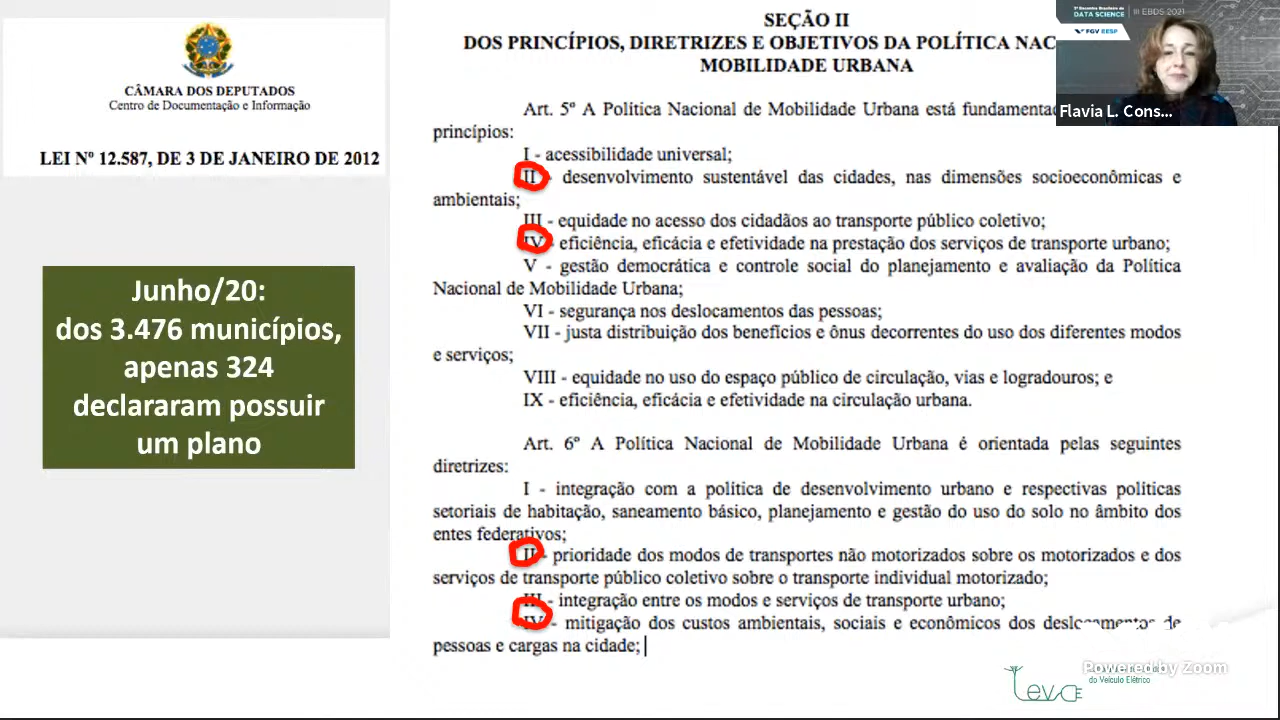 CÂMARA DOS DEPUTADOS
Centro de Documentação e Informação
LEI Nº 12.587, DE 3 DE JANEIRO DE 2012
Junho/20:
dos 3.476 municípios,
apenas 324
declararam possuir
um plano
SEÇÃO II
DOS PRINCÍPIOS, DIRETRIZES E OBJETIVOS DA POLÍTICA NAC
MOBILIDADE URBANA
Art. 5º A Política Nacional de Mobilidade Urbana está fundamentad
princípios:
I - acessibilidade universal;
II - desenvolvimento sustentável das cidades, nas dimensões socioeconômicas e
ambientais;
III - equidade no acesso dos cidadãos ao transporte público coletivo;
IV - eficiência, eficácia e efetividade na prestação dos serviços de transporte urbano;
V - gestão democrática e controle social do planejamento e avaliação da Política
Nacional de Mobilidade Urbana;
VI - segurança nos deslocamentos das pessoas;
VII - justa distribuição dos benefícios e ônus decorrentes do uso dos diferentes modos
e serviços;
VIII - equidade no uso do espaço público de circulação, vias e logradouros; e
IX - eficiência, eficácia e efetividade na circulação urbana.
Art. 6º A Política Nacional de Mobilidade Urbana é orientada pelas seguintes
diretrizes:
I - integração com a política de desenvolvimento urbano e respectivas políticas
setoriais de habitação, saneamento básico, planejamento e gestão do uso do solo no âmbito dos
entes federativos;
II - prioridade dos modos de transportes não motorizados sobre os motorizados e dos
serviços de transporte público coletivo sobre o transporte individual motorizado;
III - integração entre os modos e serviços de transporte urbano;
IV - mitigação dos custos ambientais, sociais e econômicos dos deslocamentos de
pessoas e cargas na cidade;
DATA SCIENCE
III EBDS 2021
FGV EESP
Flavia L. Cons...
Powered by Zoom
do Veículo Elétrico
leve